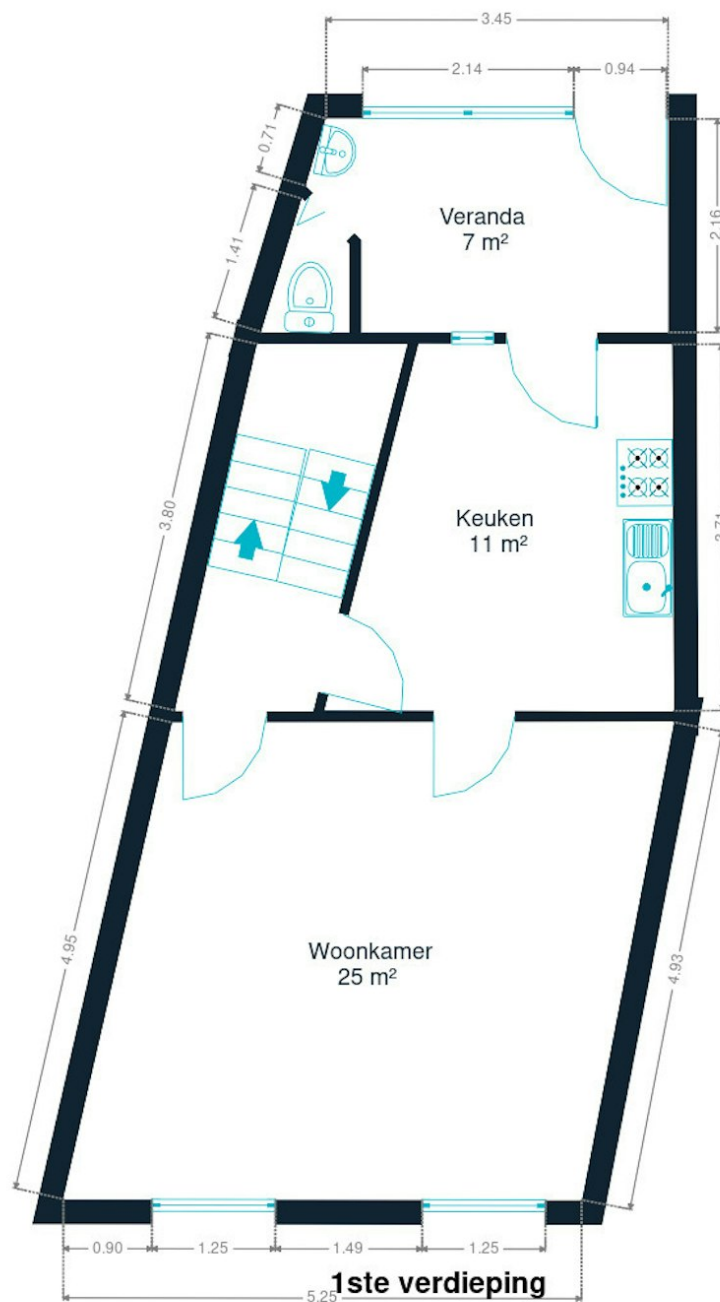 3.45
2.14
0.94
0.71
Veranda
7 m²
2.16
1.41
3.80
Keuken
11 m²
4.95
Woonkamer
25 m²
4.93
0.90
1.25
1.49
1.25
1ste verdieping
5.25